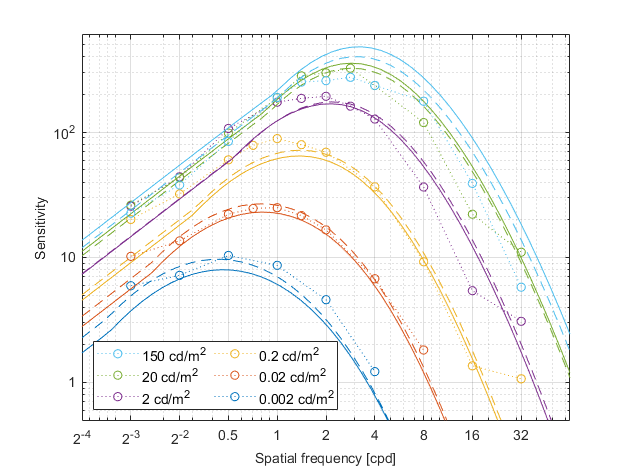 10²
10
1
Sensitivity
150 cd/m² 0.2 cd/m²
20 cd/m² 0.02 cd/m²
2 cd/m² 0.002 cd/m²
2⁻⁴ 2⁻³ 2⁻² 0.5 1 2 4 8 16 32
Spatial frequency [cpd]